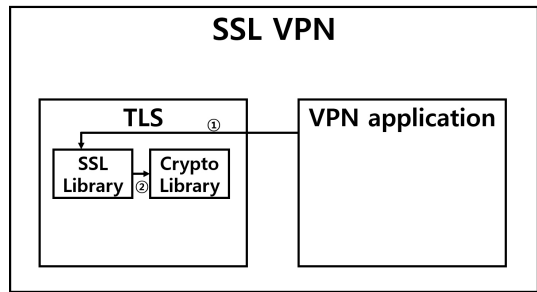 SSL VPN
TLS
①
VPN application
SSL
Library
②
Crypto
Library